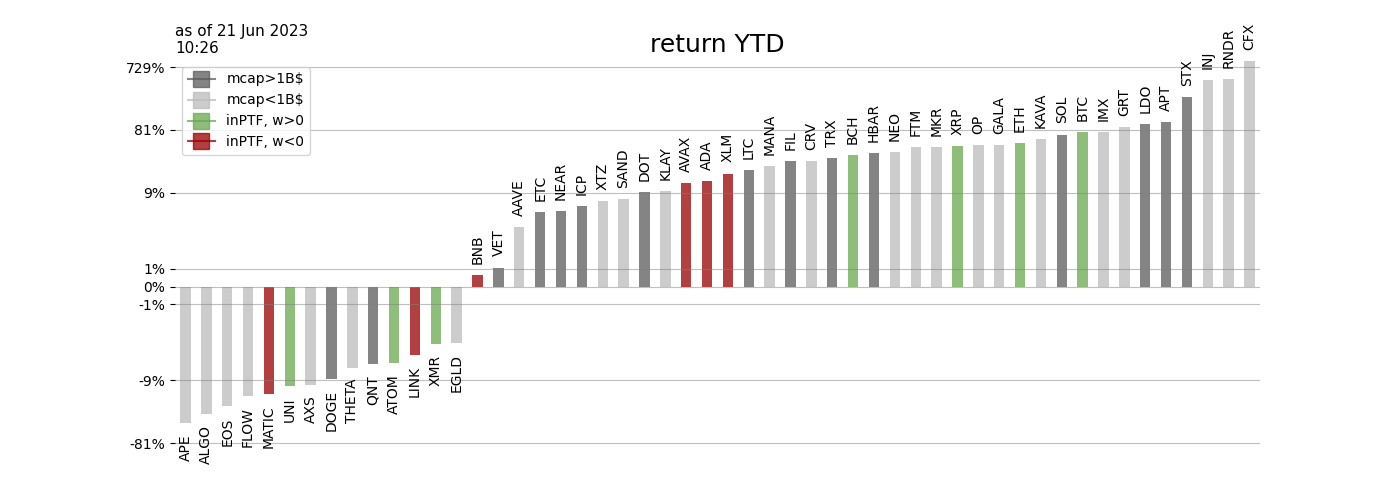 as of 21 Jun 2023
10:26
return YTD
mcap>1B$
mcap<1B$
inPTF, w>0
inPTF, w<0
729%
81%
9%
1%
0%
-1%
-9%
-81%
APE
ALGO
EOS
FLOW
MATIC
UNI
AXS
DOGE
THETA
QNT
ATOM
LINK
XMR
EGLD
BNB
VET
AAVE
ETC
NEAR
ICP
XTZ
SAND
DOT
KLAY
AVAX
ADA
XLM
LTC
MANA
FIL
CRV
TRX
BCH
HBAR
NEO
FTM
MKR
XRP
OP
GALA
ETH
KAVA
SOL
BTC
IMX
GRT
LDO
APT
STX
INJ
RNDR
CFX